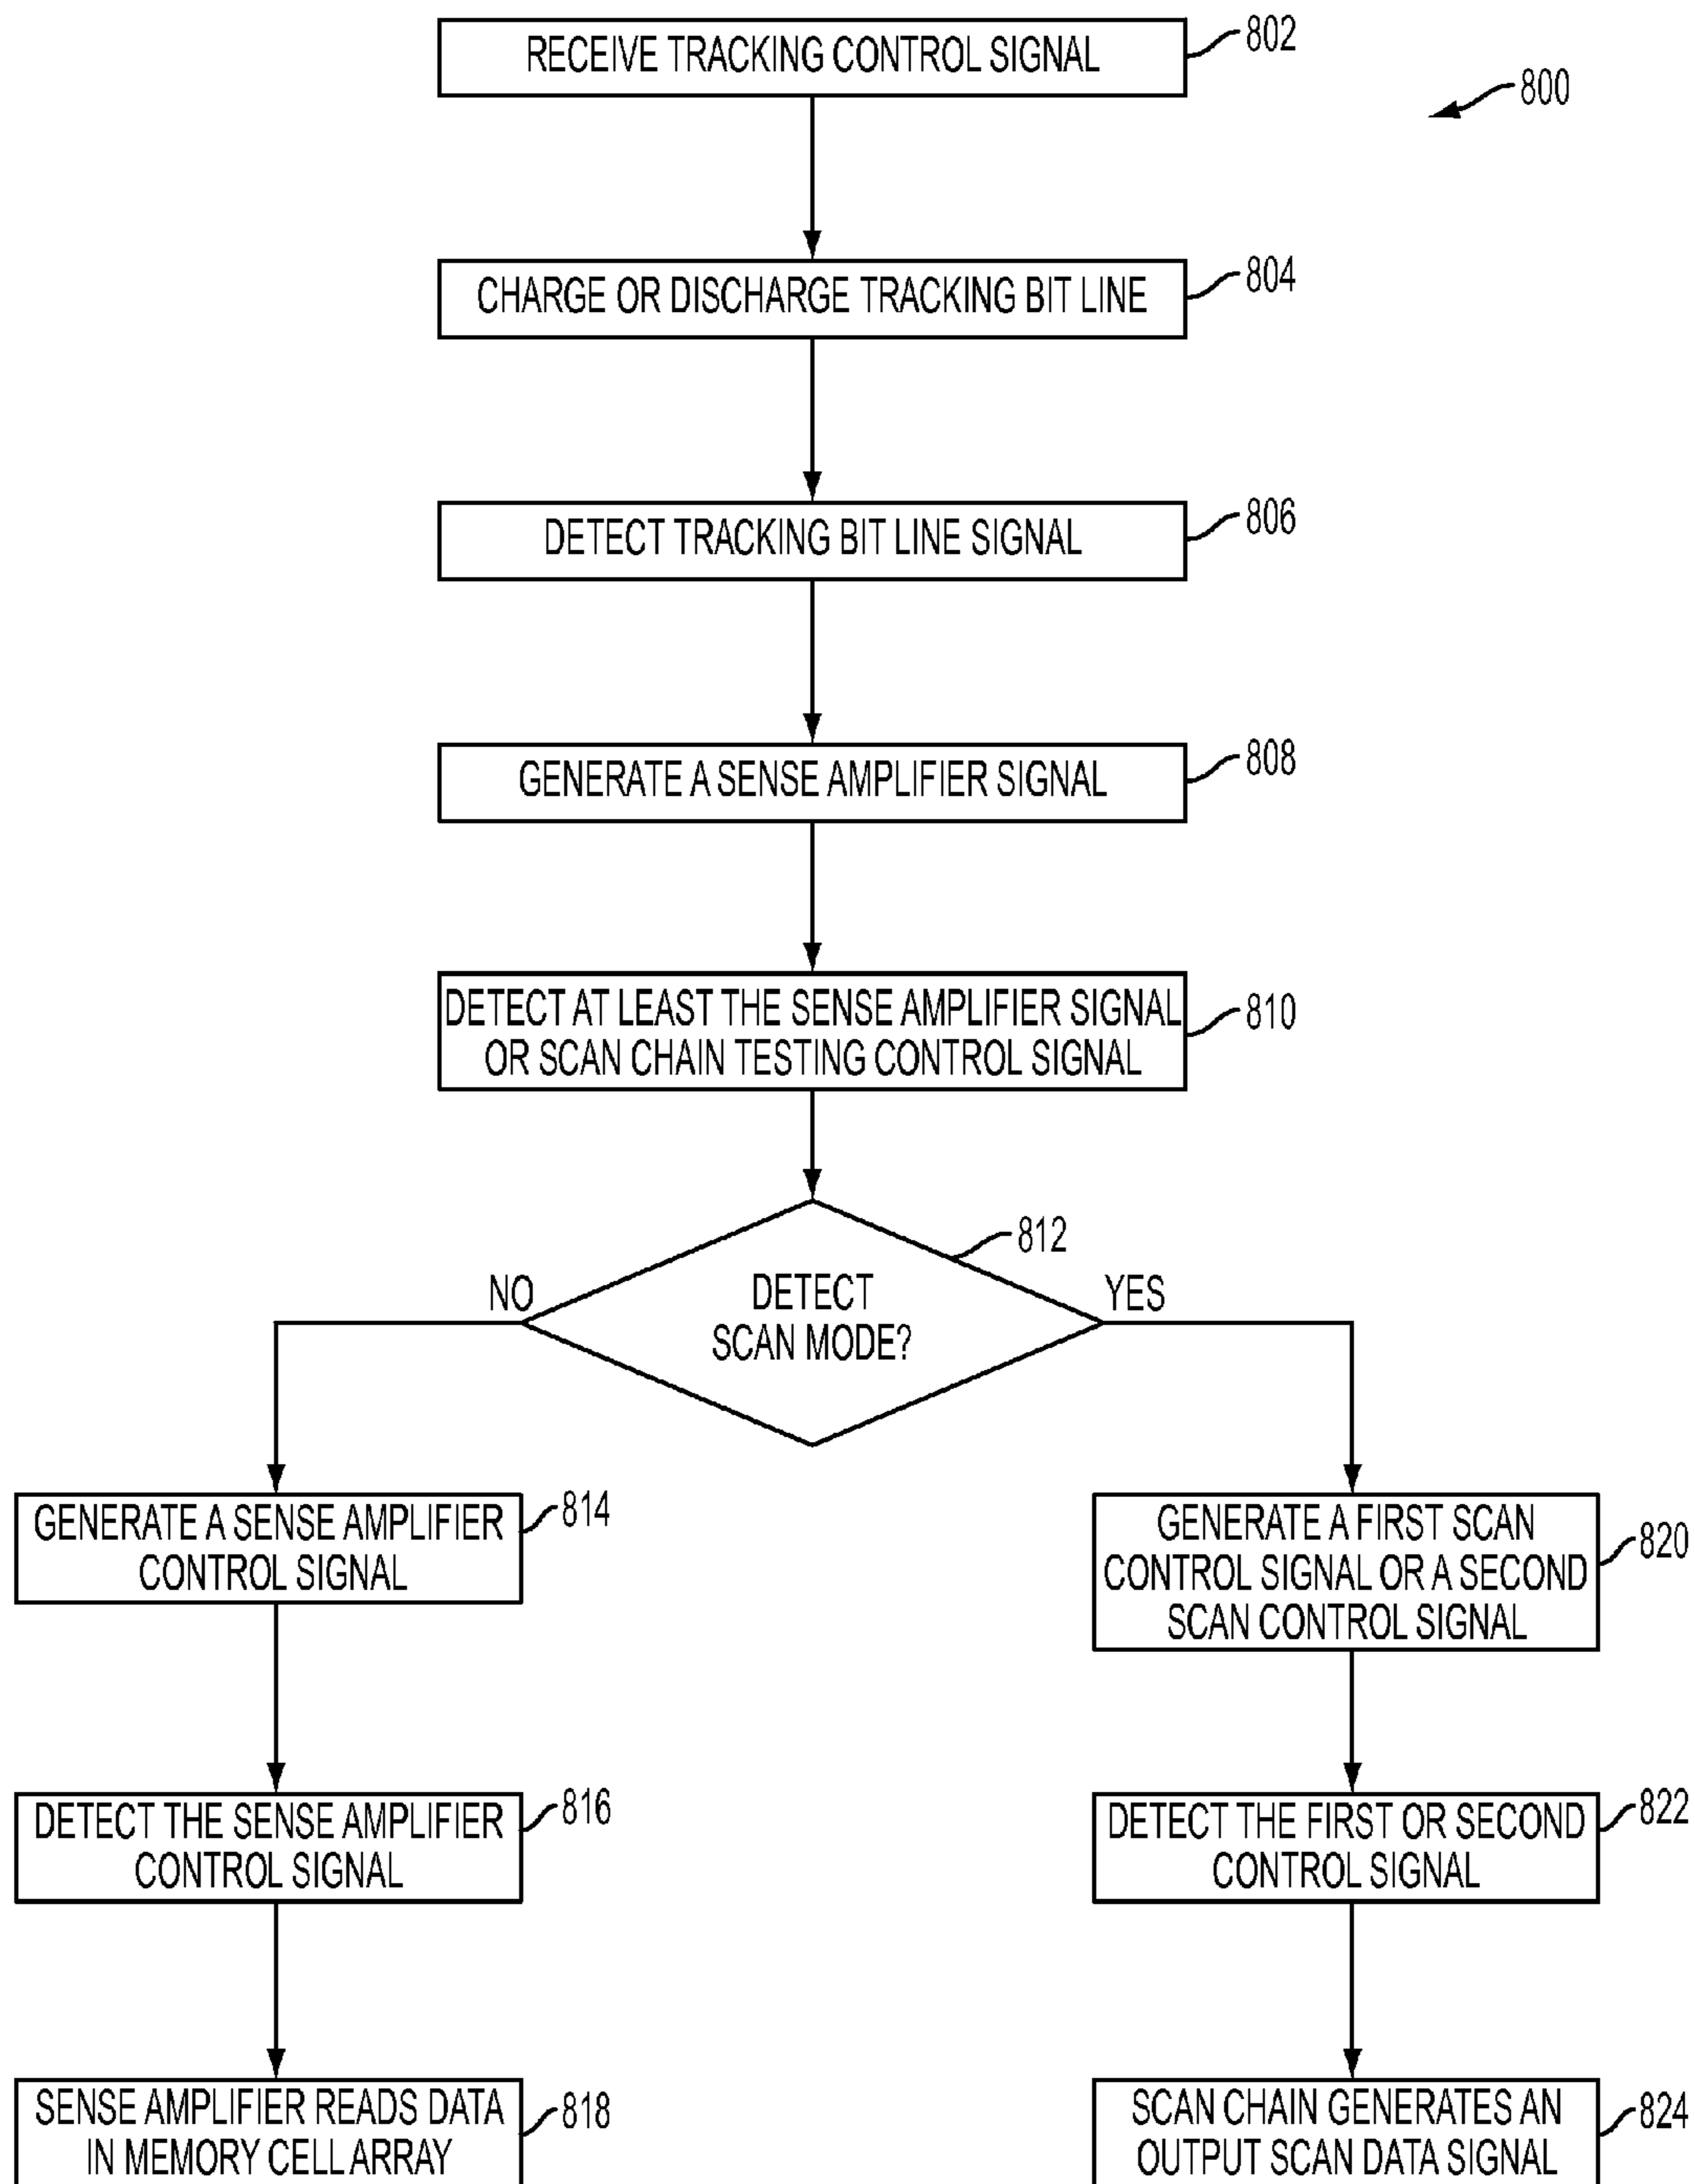 RECEIVE TRACKING CONTROL SIGNAL
802
800
CHARGE OR DISCHARGE TRACKING BIT LINE
804
DETECT TRACKING BIT LINE SIGNAL
806
GENERATE A SENSE AMPLIFIER SIGNAL
808
DETECT AT LEAST THE SENSE AMPLIFIER SIGNAL
OR SCAN CHAIN TESTING CONTROL SIGNAL
810
812
DETECT
SCAN MODE?
NO
YES
GENERATE A SENSE AMPLIFIER
CONTROL SIGNAL
814
GENERATE A FIRST SCAN
CONTROL SIGNAL OR A SECOND
SCAN CONTROL SIGNAL
820
DETECT THE SENSE AMPLIFIER
CONTROL SIGNAL
816
DETECT THE FIRST OR SECOND
CONTROL SIGNAL
822
SENSE AMPLIFIER READS DATA
IN MEMORY CELL ARRAY
818
SCAN CHAIN GENERATES AN
OUTPUT SCAN DATA SIGNAL
824